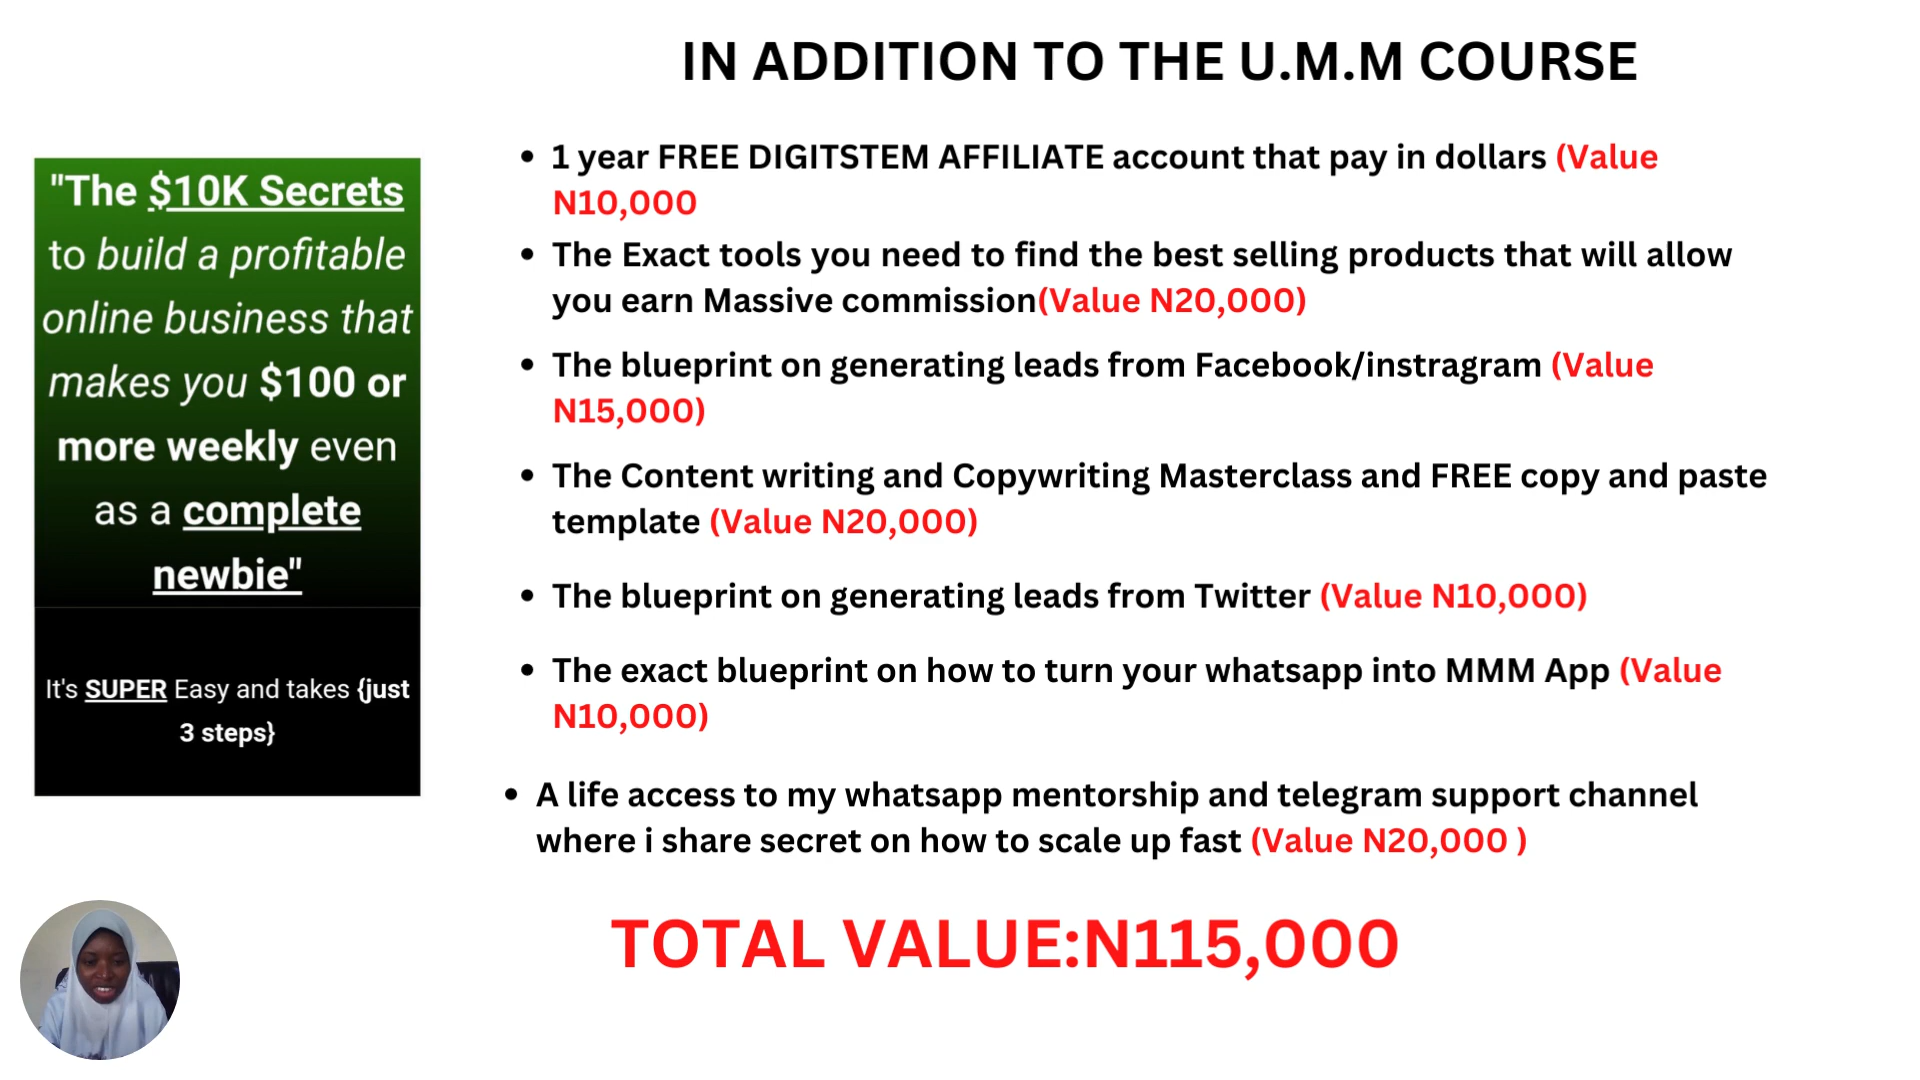 IN ADDITION TO THE U.M.M COURSE
"The $10K Secrets
to build a profitable
online business that
makes you $100 or
more weekly even
as a complete
newbie"
It's SUPER Easy and takes {just
3 steps}
• 1 year FREE DIGITSTEM AFFILIATE account that pay in dollars (Value
N10,000
• The Exact tools you need to find the best selling products that will allow
you earn Massive commission(Value N20,000)
• The blueprint on generating leads from Facebook/instragram (Value
N15,000)
• The Content writing and Copywriting Masterclass and FREE copy and paste
template (Value N20,000)
• The blueprint on generating leads from Twitter (Value N10,000)
• The exact blueprint on how to turn your whatsapp into MMM App (Value
N10,000)
• A life access to my whatsapp mentorship and telegram support channel
where i share secret on how to scale up fast (Value N20,000 )
TOTAL VALUE:N115,000